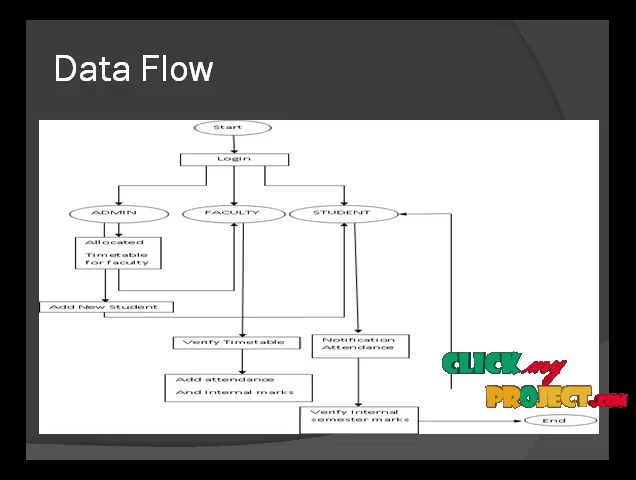 Data Flow
Start
Login
ADMIN
FACULTY
STUDENT
Allocated
Timetable
for faculty
Add New Student
Verify Timetable
Notification
Attendance
Add attendance
And Internal marks
Verify Internal
semester marks
End
CLICK my
PROJECT.COM